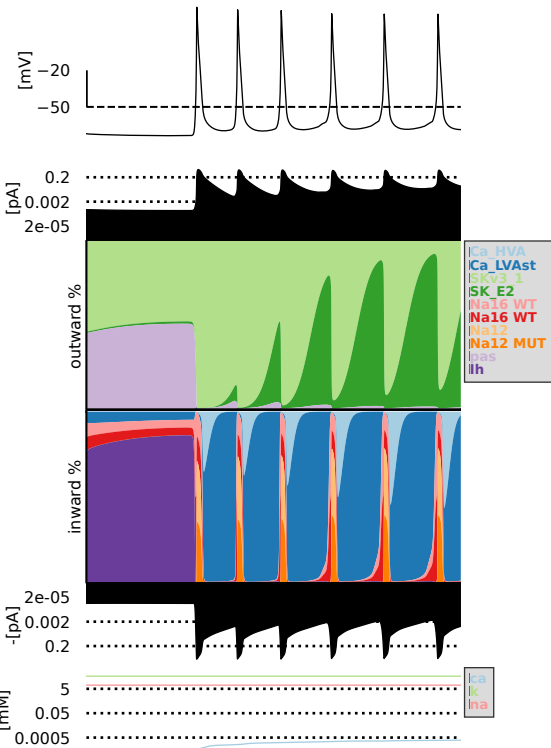 [mV]
−20
−50
[pA]
0.2
0.002
2e-05
outward %
Ca_HVA
Ca_LVAst
SKv3_1
SK_E2
Na16 WT
Na16 WT
Na12
Na12 MUT
pas
Ih
inward %
-[pA]
2e-05
0.002
0.2
[mM]
5
0.05
0.0005
ca
k
na